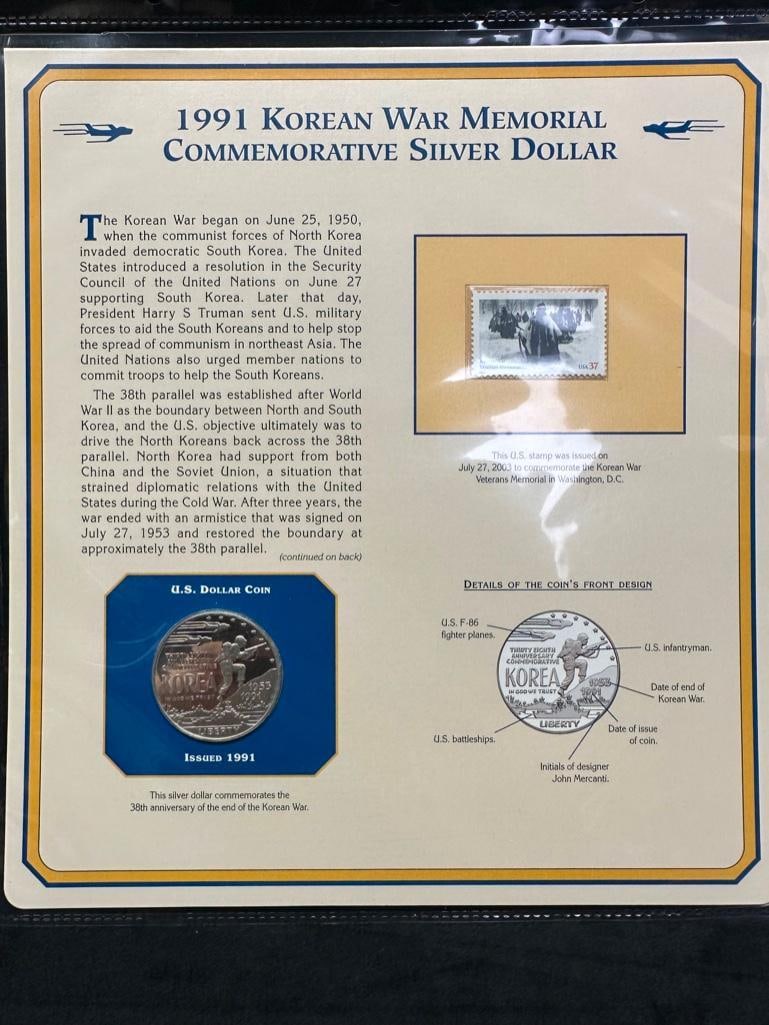 1991 KOREAN WAR MEMORIAL
COMMEMORATIVE SILVER DOLLAR
The Korean War began on June 25, 1950,
when the communist forces of North Korea
invaded democratic South Korea. The United
States introduced a resolution in the Security
Council of the United Nations on June 27
supporting South Korea. Later that day,
President Harry S Truman sent U.S. military
forces to aid the South Koreans and to help stop
the spread of communism in northeast Asia. The
United Nations also urged member nations to
commit troops to help the South Koreans.
The 38th parallel was established after World
War II as the boundary between North and South
Korea, and the U.S. objective ultimately was to
drive the North Koreans back across the 38th
parallel. North Korea had support from both
China and the Soviet Union, a situation that
strained diplomatic relations with the United
States during the Cold War. After three years, the
war ended with an armistice that was signed on
July 27, 1953 and restored the boundary at
approximately the 38th parallel.
(continued on back)
USA 37
This U.S. stamp was issued on
July 27, 2003 to commemorate the Korean War
Veterans Memorial in Washington, D.C.
U.S. DOLLAR COIN
KOREA
1953
1991
LIBERTY
ISSUED 1991
This silver dollar commemorates the
38th anniversary of the end of the Korean War.
DETAILS OF THE COIN'S FRONT DESIGN
U.S. F-86
fighter planes.
THIRTY EIGHTH
ANNIVERSARY
COMMEMORATIVE
KOREA
IN GOD WE TRUST
1953
1991
LIBERTY
U.S. infantryman.
Date of end of
Korean War.
Date of issue
of coin.
U.S. battleships.
Initials of designer
John Mercanti.